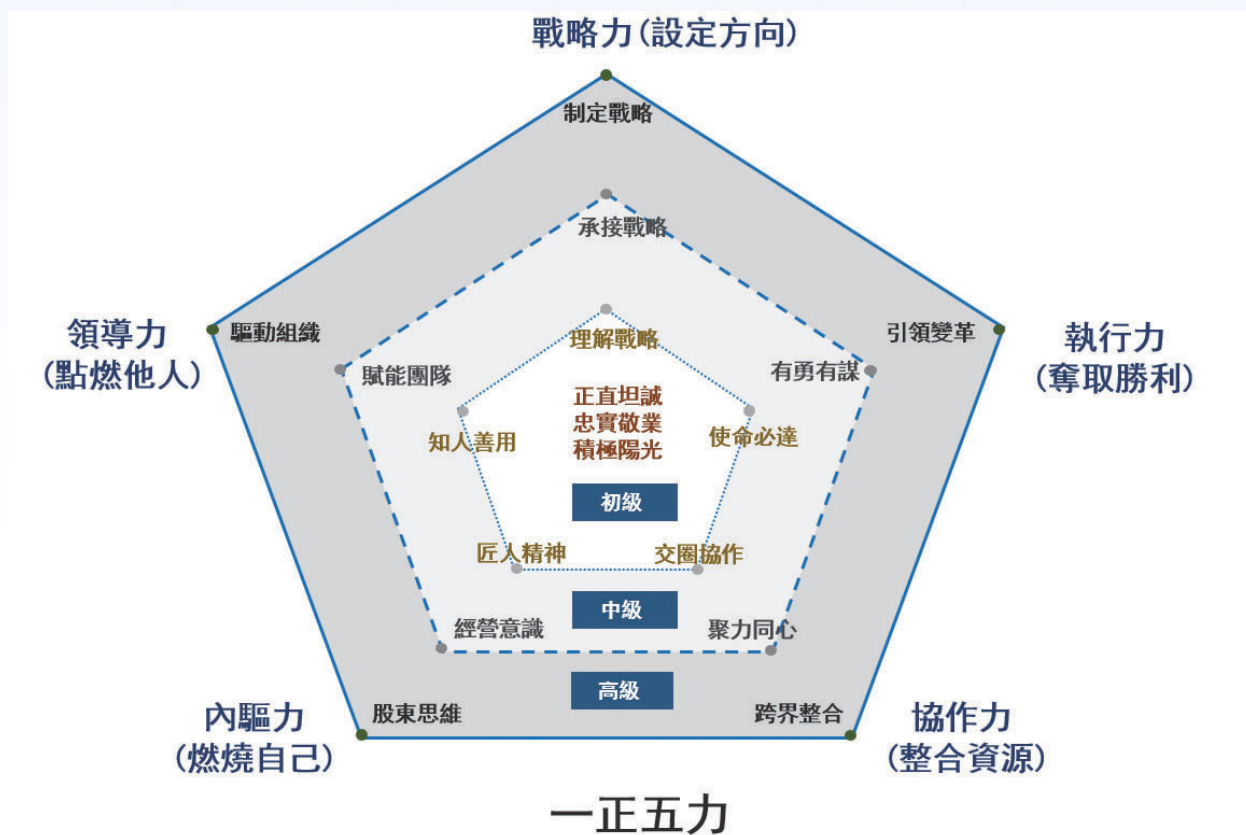 戰略力(設定方向)
制定戰略
承接戰略
理解戰略
領導力
(點燃他人)
驅動組織
賦能團隊
知人善用
引領變革
有勇有謀
使命必達
執行力
(奪取勝利)
正直坦誠
忠實敬業
積極陽光
初級
匠人精神
交圈協作
中級
經營意識
聚力同心
高級
股東思維
跨界整合
內驅力
(燃燒自己)
協作力
(整合資源)
一正五力